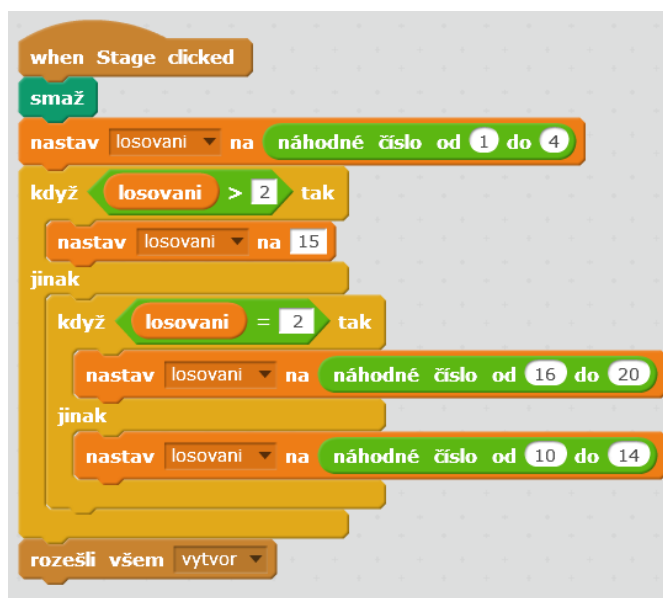 when Stage clicked
smaž
nastav losovani na náhodné číslo od 1 do 4
když losovani > 2 tak
nastav losovani na 15
jinak
když losovani = 2 tak
nastav losovani na náhodné číslo od 16 do 20
jinak
nastav losovani na náhodné číslo od 10 do 14
rozešli všem vytvor